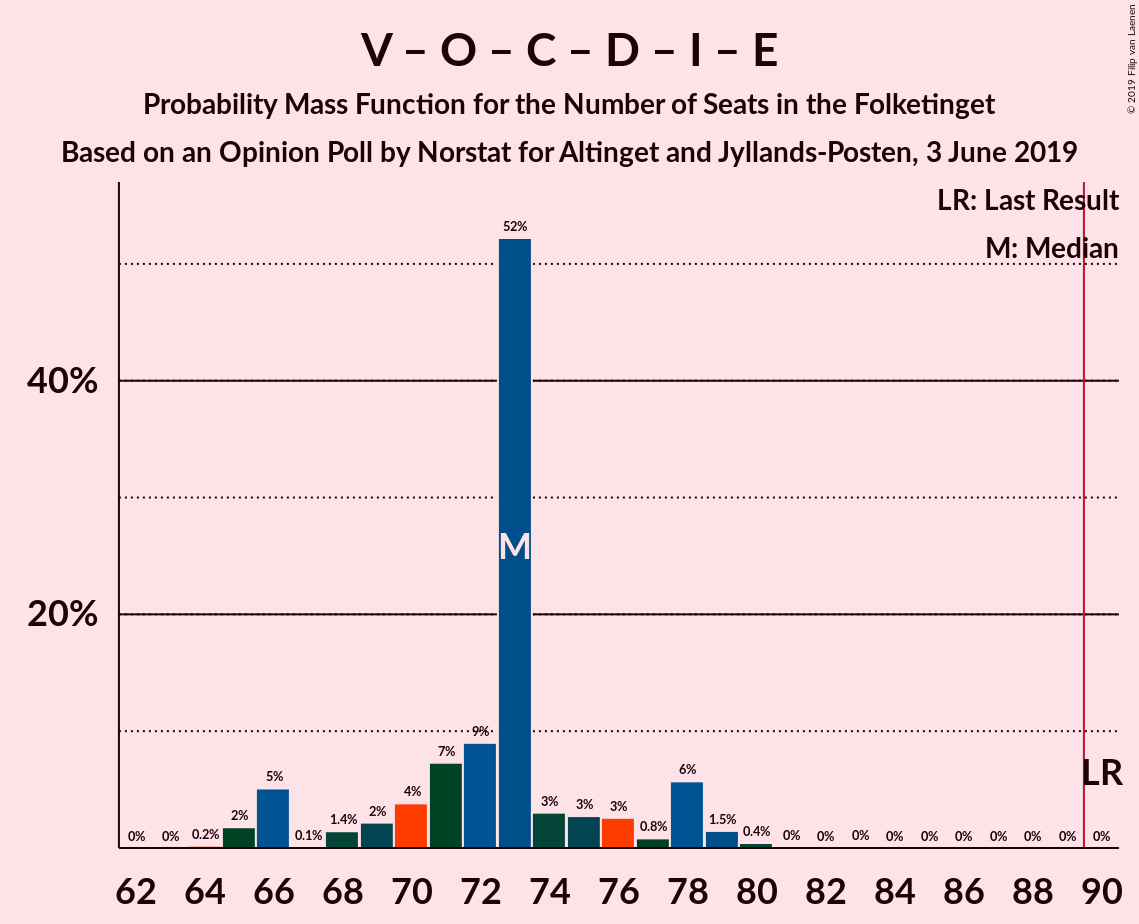 V – O – C – D – I – E
Probability Mass Function for the Number of Seats in the Folketinget
Based on an Opinion Poll by Norstat for Altinget and Jyllands-Posten, 3 June 2019
© 2019 Filip van Laenen
LR: Last Result
M: Median
52%
40%
M
20%
9%
7%
6%
LR
5%
4%
3%
3%
3%
2%
2%
1.4%
1.5%
0.8%
0% 0% 0.2% 0.1% 0.4% 0% 0% 0% 0% 0% 0% 0% 0% 0% 0%
62 64 66 68 70 72 74 76 78 80 82 84 86 88 90